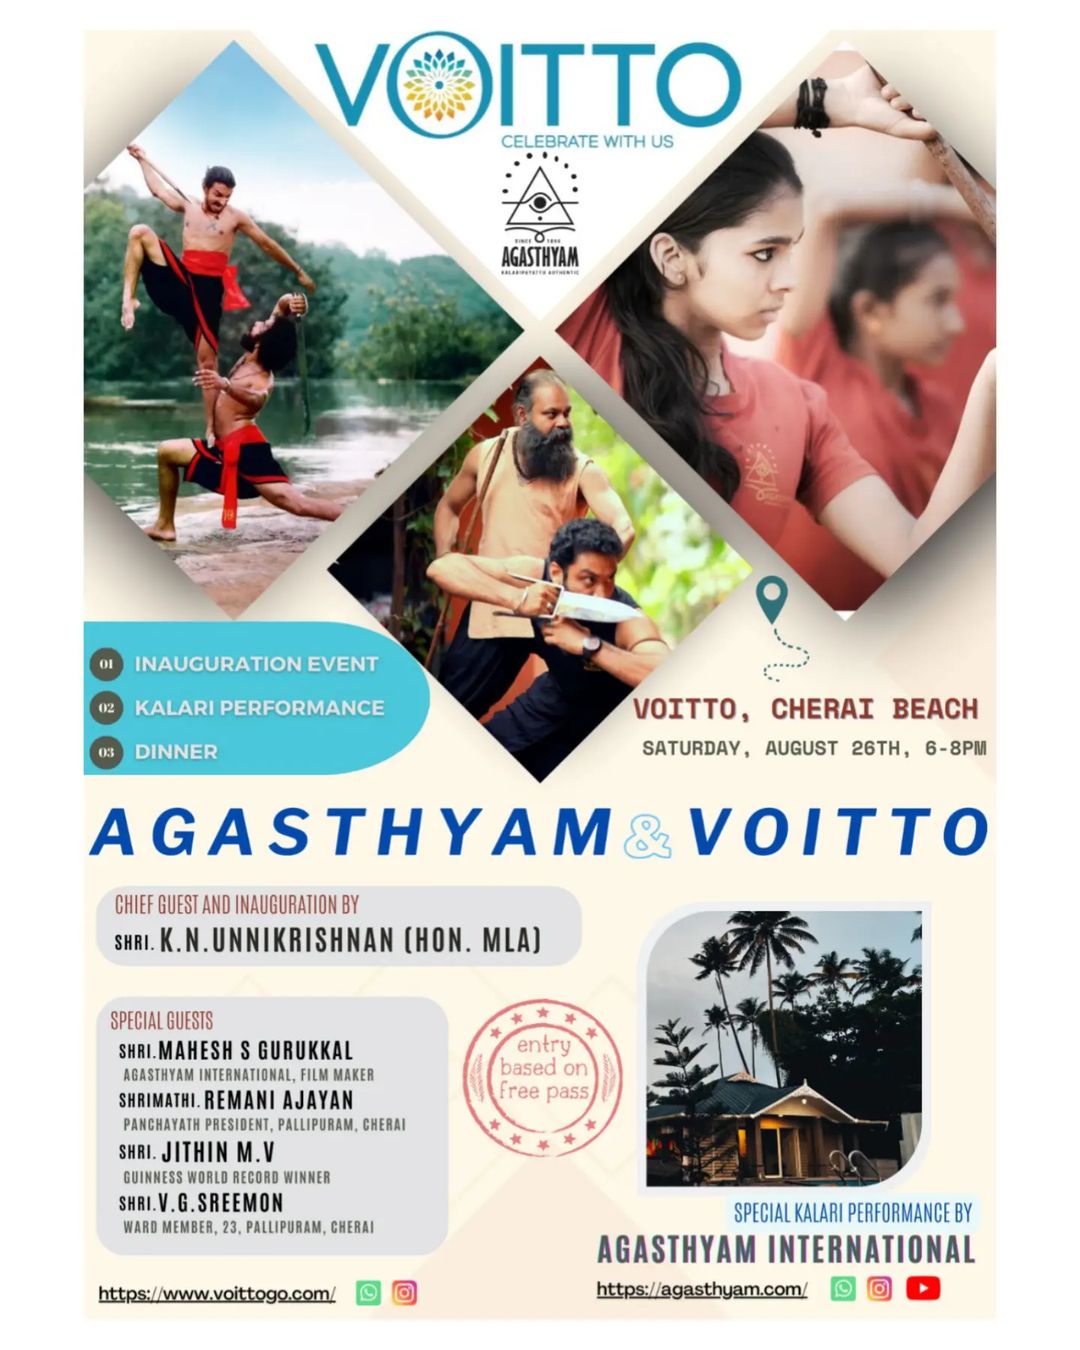 VOITTO
CELEBRATE WITH US
SINCE 1866
AGASTHYAM
KALARIPAYATTU AUTHENTIC
01 INAUGURATION EVENT
02 KALARI PERFORMANCE
03 DINNER
VOITTO, CHERAI BEACH
SATURDAY, AUGUST 26TH, 6-8PM
AGASTHYAM & VOITTO
CHIEF GUEST AND INAUGURATION BY
SHRI. K.N.UNNIKRISHNAN (HON. MLA)
SPECIAL GUESTS
SHRI. MAHESH S GURUKKAL
AGASTHYAM INTERNATIONAL, FILM MAKER
SHRIMATHI. REMANI AJAYAN
PANCHAYATH PRESIDENT, PALLIPURAM, CHERAI
SHRI. JITHIN M.V
GUINNESS WORLD RECORD WINNER
SHRI. V.G.SREEMON
WARD MEMBER, 23, PALLIPURAM, CHERAI
entry
based on
free pass
SPECIAL KALARI PERFORMANCE BY
AGASTHYAM INTERNATIONAL
https://www.voittogo.com/
https://agasthyam.com/